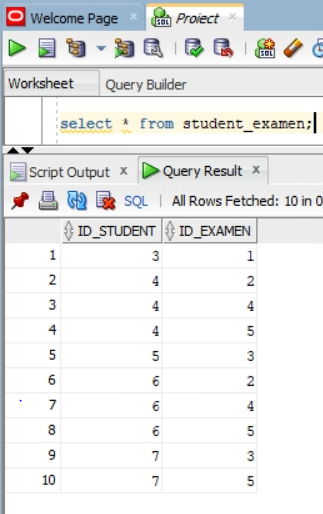 Welcome Page × Proiect ×
Worksheet Query Builder
select * from student_examen;
Script Output × Query Result ×
SQL | All Rows Fetched: 10 in 0
ID_STUDENT ID_EXAMEN
1 3 1
2 4 2
3 4 4
4 4 5
5 5 3
6 6 2
7 6 4
8 6 5
9 7 3
10 7 5